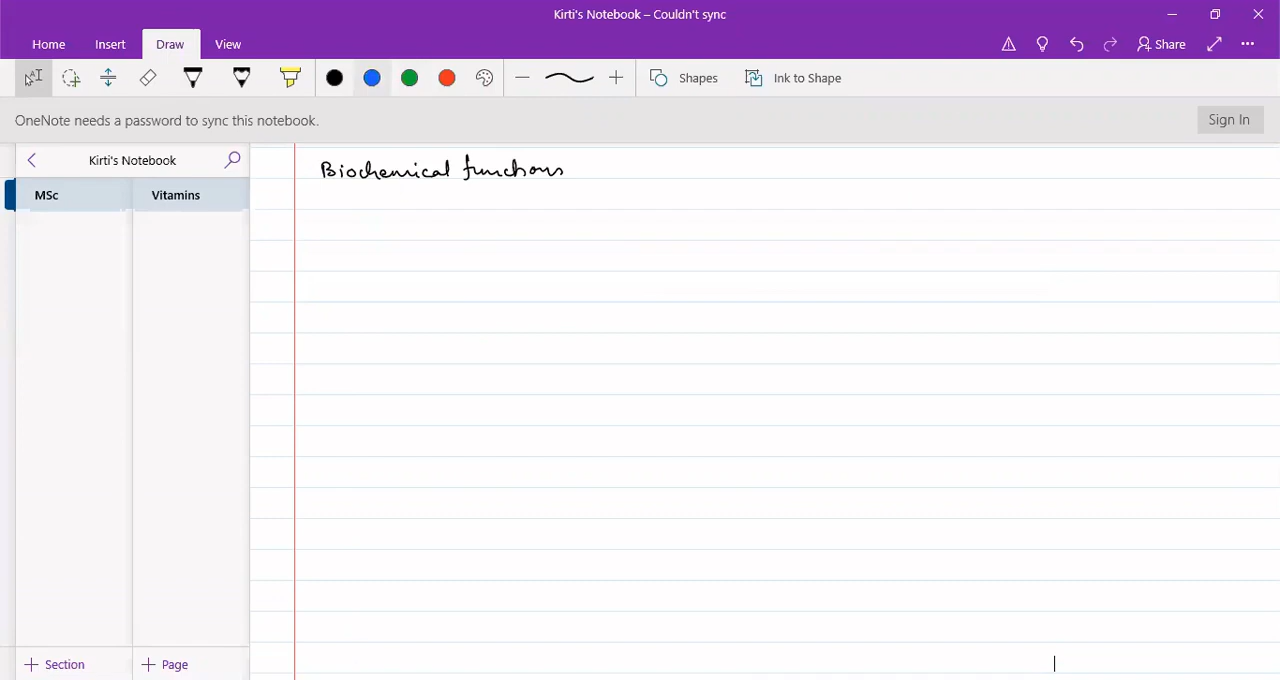 Kirti's Notebook – Couldn't sync
Home Insert Draw View Share
Shapes Ink to Shape
OneNote needs a password to sync this notebook. Sign In
Kirti's Notebook
MSc Vitamins
Biochemical functions
+ Section + Page